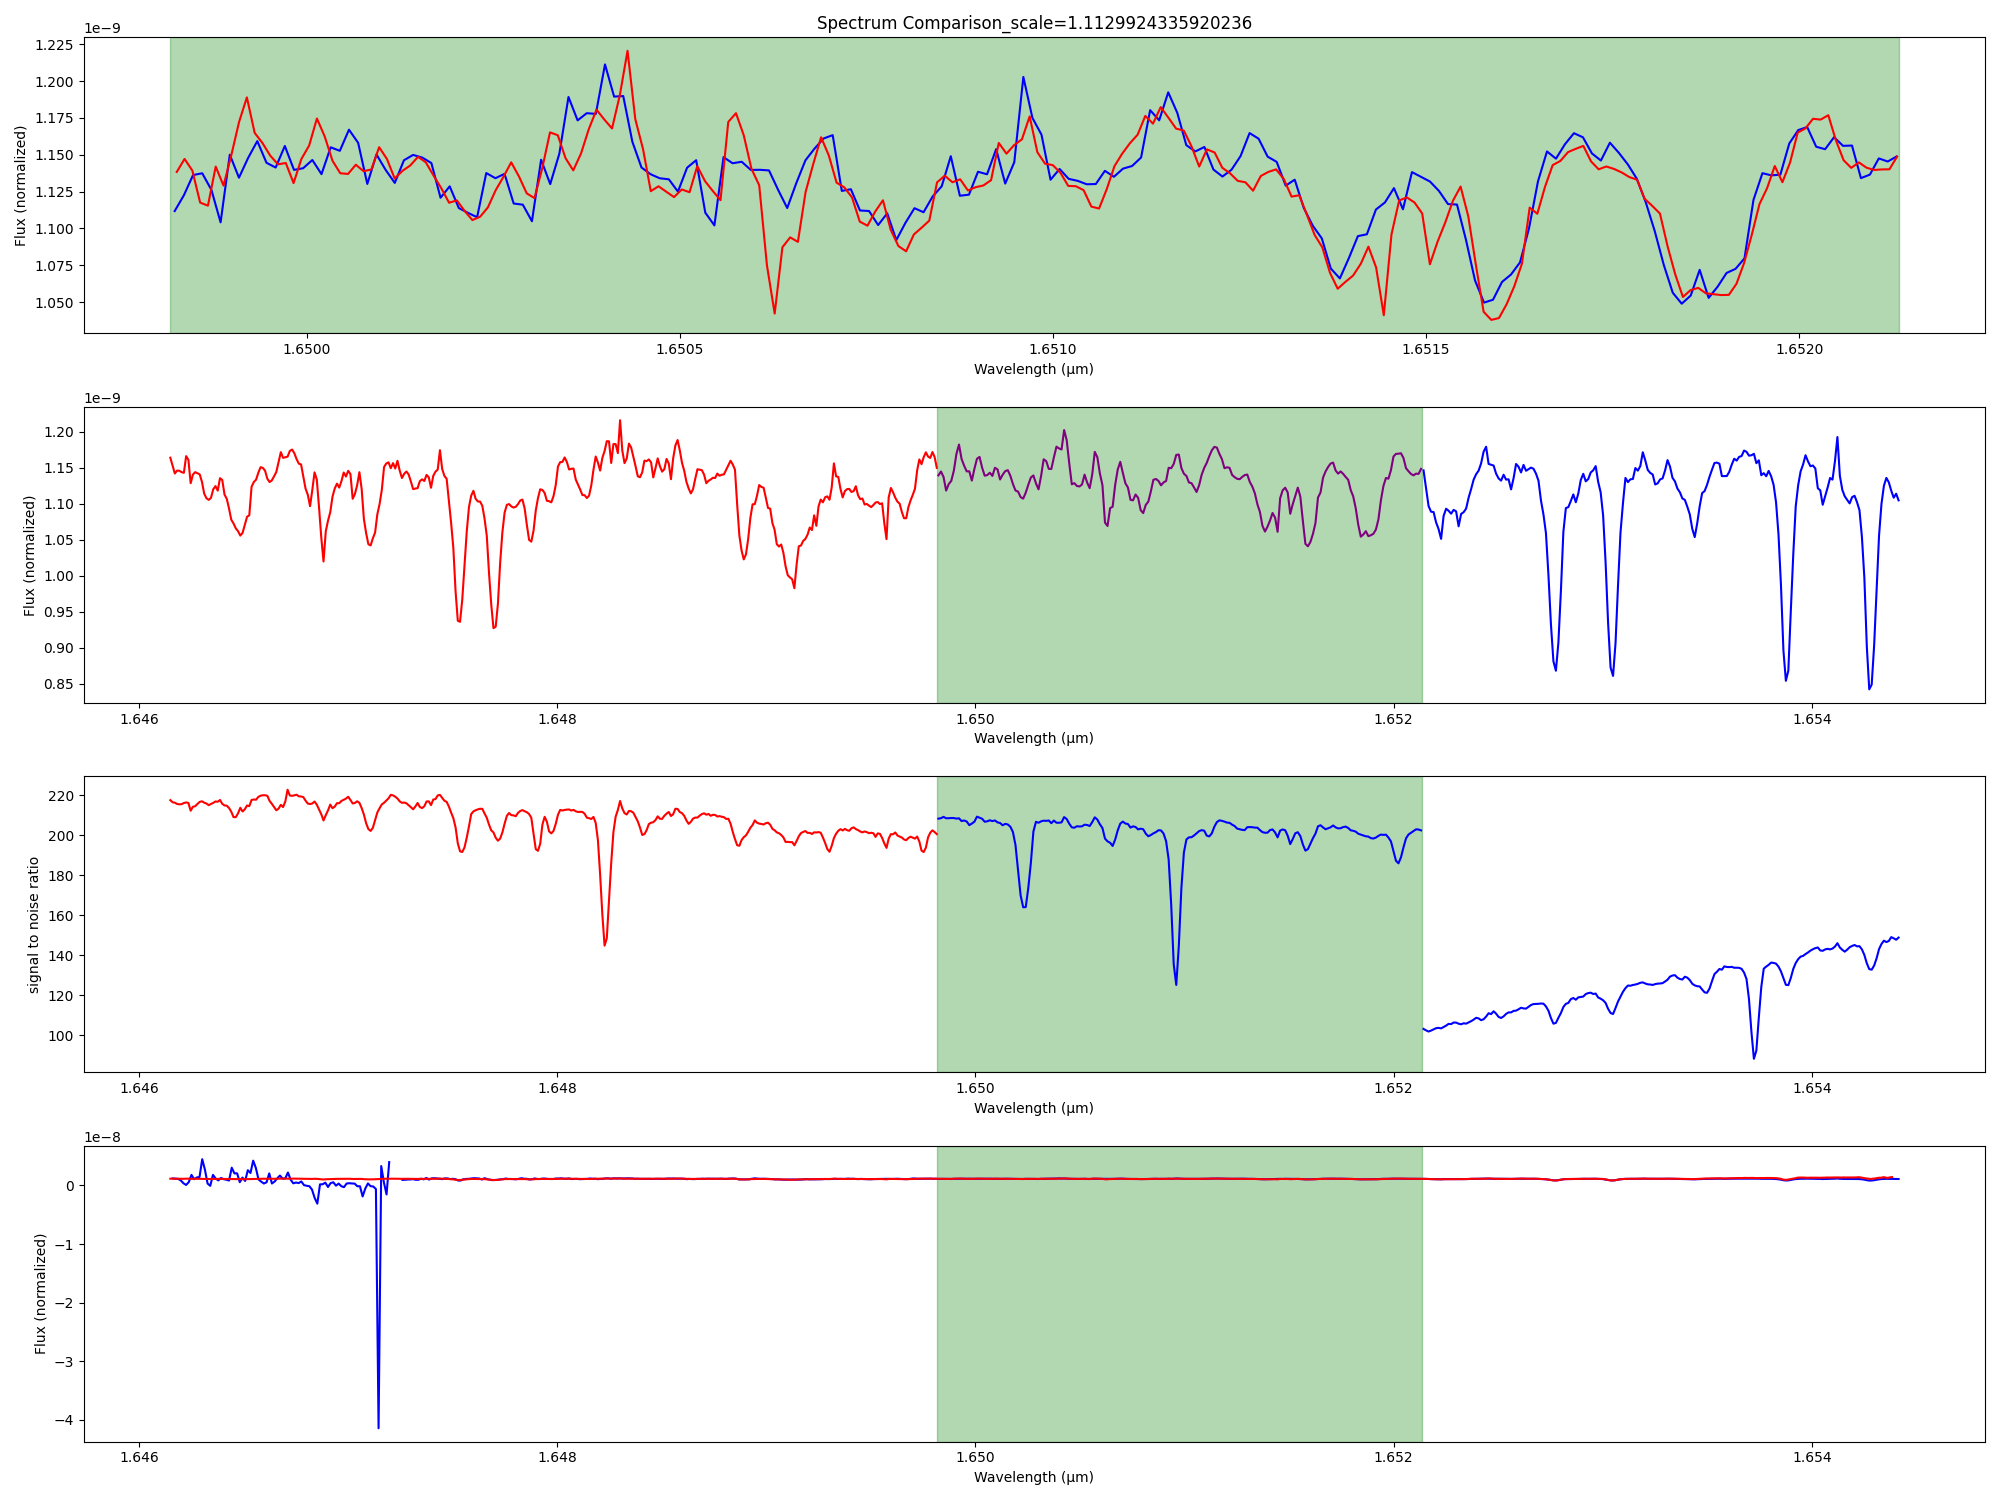 Spectrum Comparison_scale=1.1129924335920236
1e−9
1.225
1.200
1.175
1.150
1.125
1.100
1.075
1.050
Flux (normalized)
1.6500 1.6505 1.6510 1.6515 1.6520
Wavelength (μm)
1e−9
1.20
1.15
1.10
1.05
1.00
0.95
0.90
0.85
Flux (normalized)
1.646 1.648 1.650 1.652 1.654
Wavelength (μm)
220
200
180
160
140
120
100
signal to noise ratio
1.646 1.648 1.650 1.652 1.654
Wavelength (μm)
1e−8
0
−1
−2
−3
−4
Flux (normalized)
1.646 1.648 1.650 1.652 1.654
Wavelength (μm)